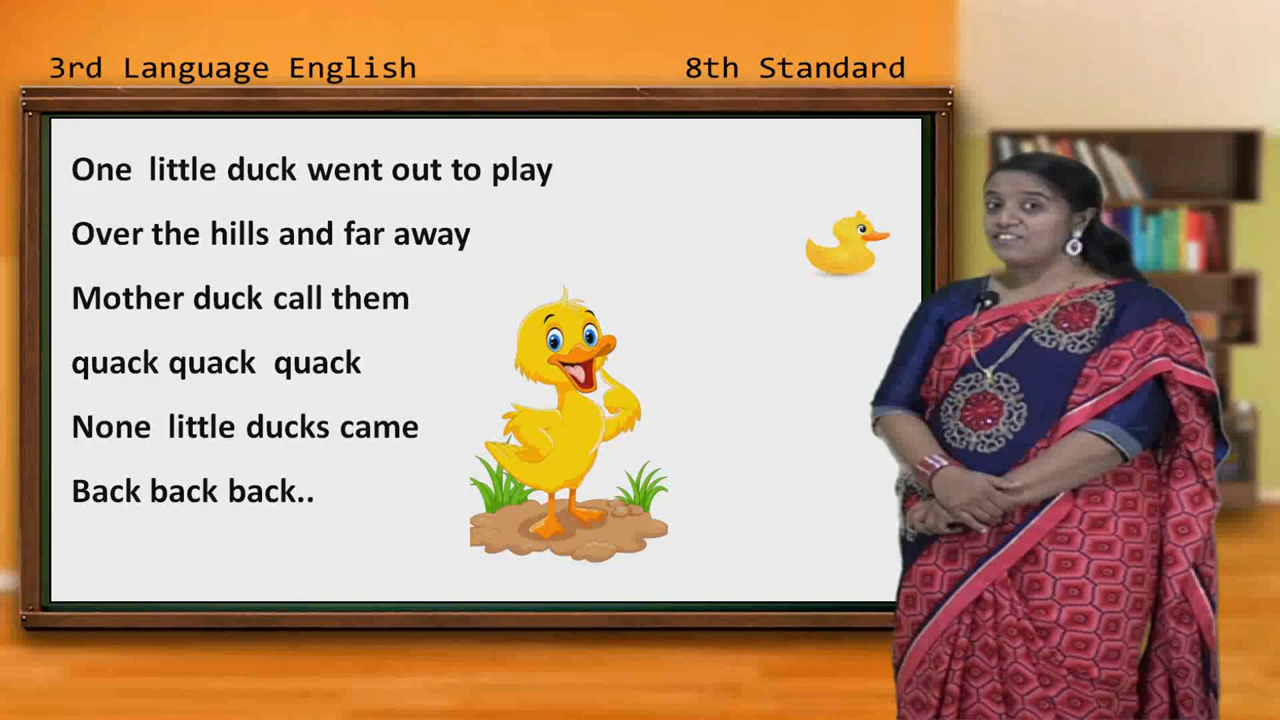 3rd Language English
8th Standard
One little duck went out to play
Over the hills and far away
Mother duck call them
quack quack quack
None little ducks came
Back back back..